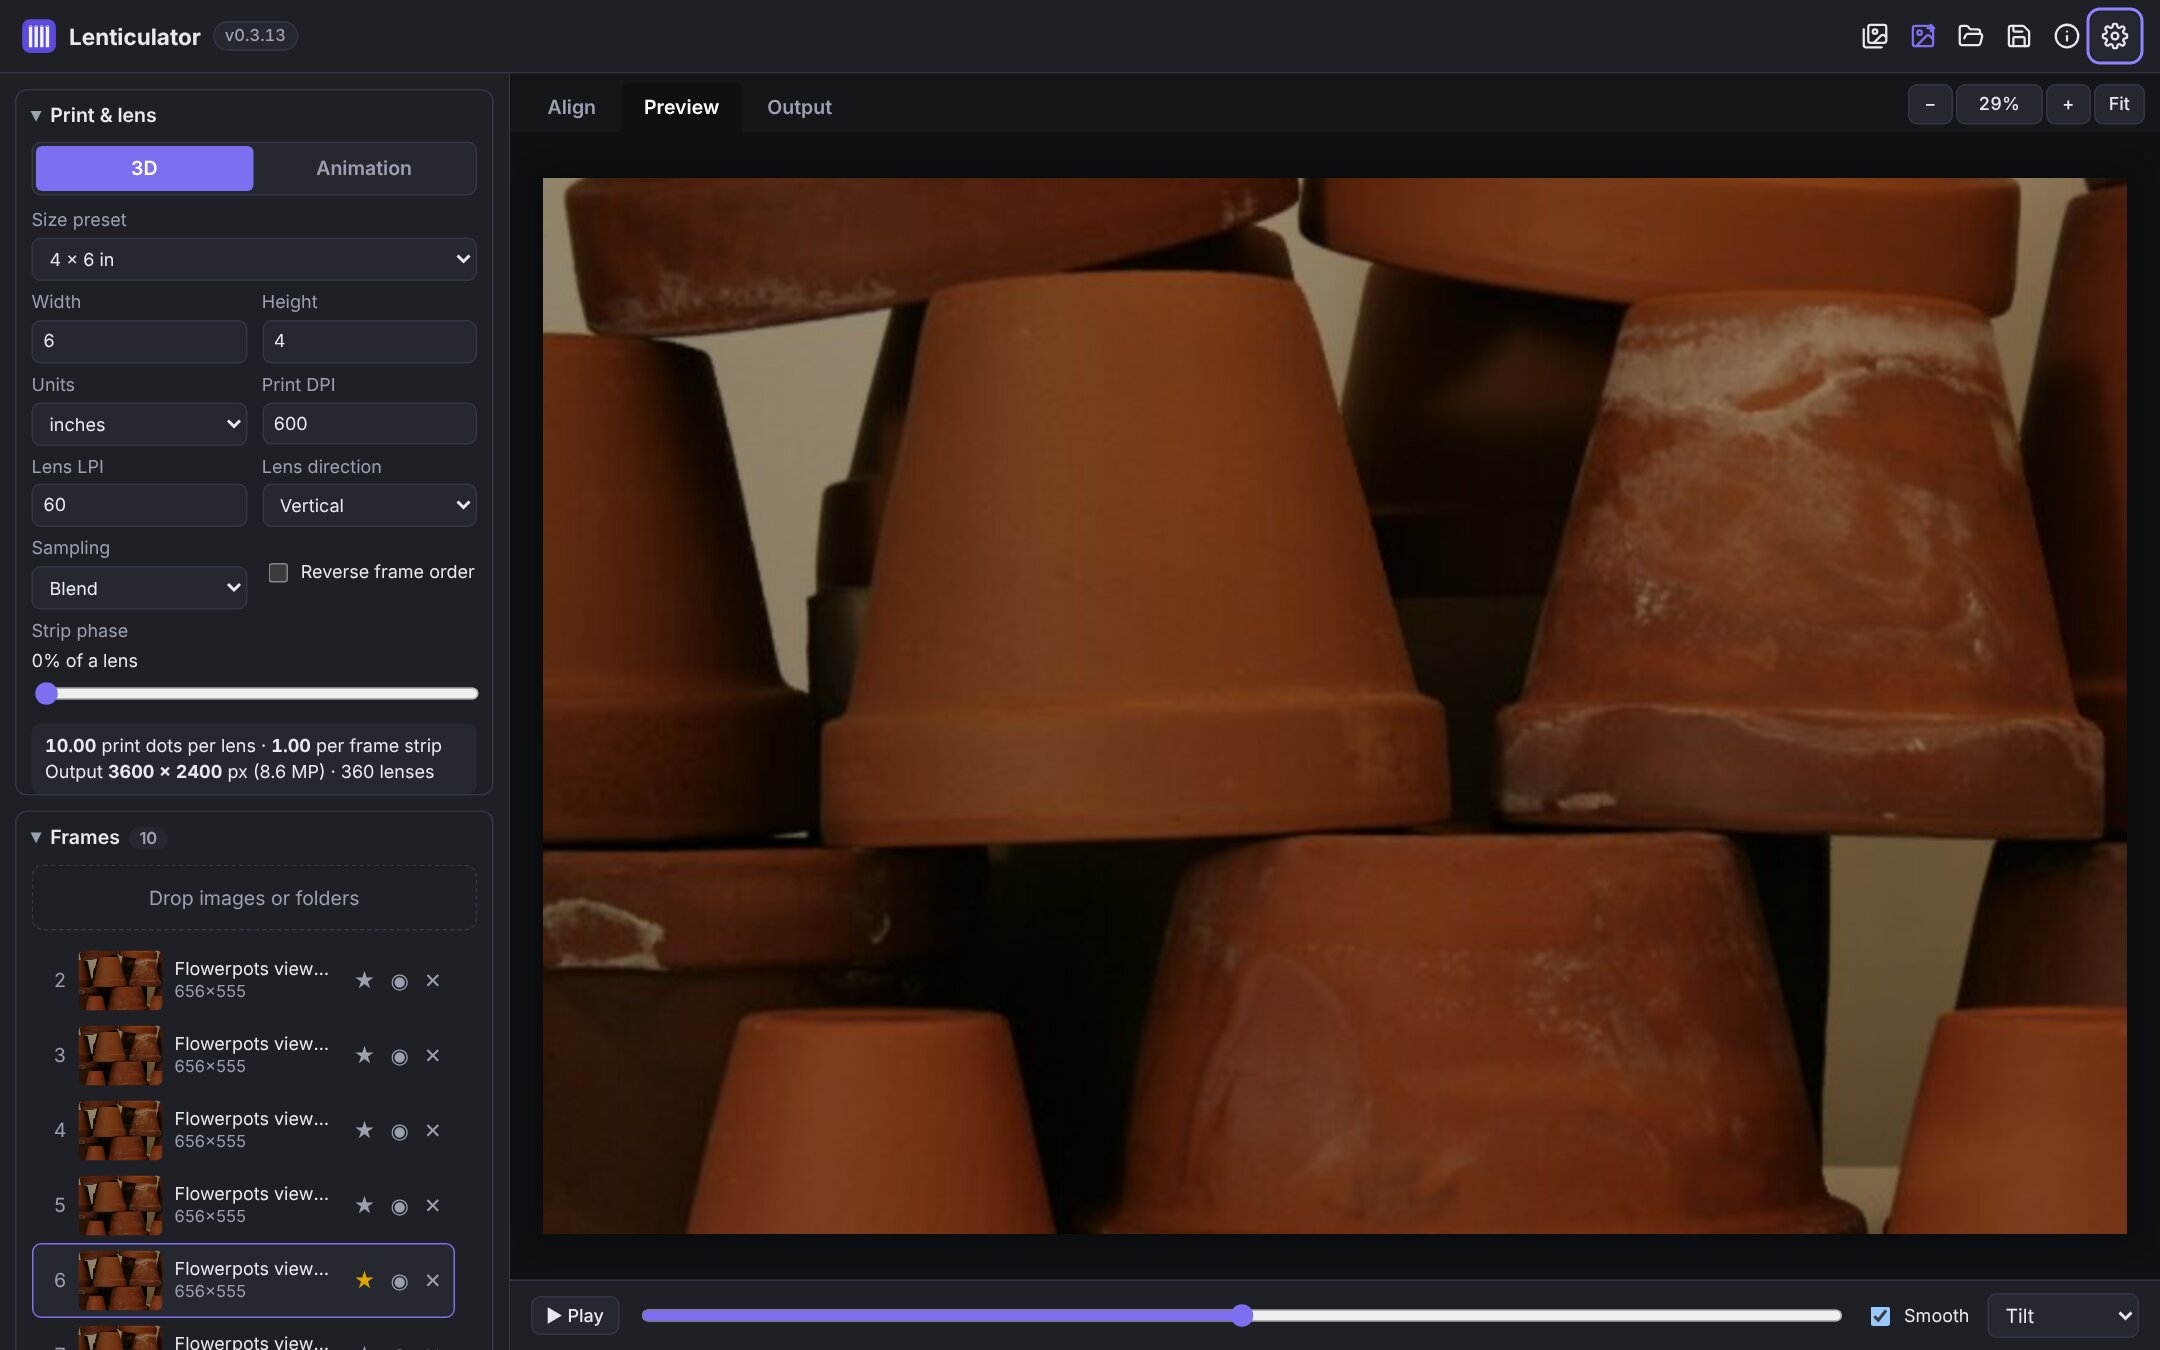 Lenticulator v0.3.13
Print & lens
3D Animation
Size preset
4 × 6 in
Width Height
6 4
Units Print DPI
inches 600
Lens LPI Lens direction
60 Vertical
Sampling
Blend Reverse frame order
Strip phase
0% of a lens
10.00 print dots per lens · 1.00 per frame strip
Output 3600 × 2400 px (8.6 MP) · 360 lenses
Frames 10
Drop images or folders
2 Flowerpots view...
656×555
3 Flowerpots view...
656×555
4 Flowerpots view...
656×555
5 Flowerpots view...
656×555
6 Flowerpots view...
656×555
Flowerpots view...
Align Preview Output
− 29% + Fit
Play Smooth Tilt